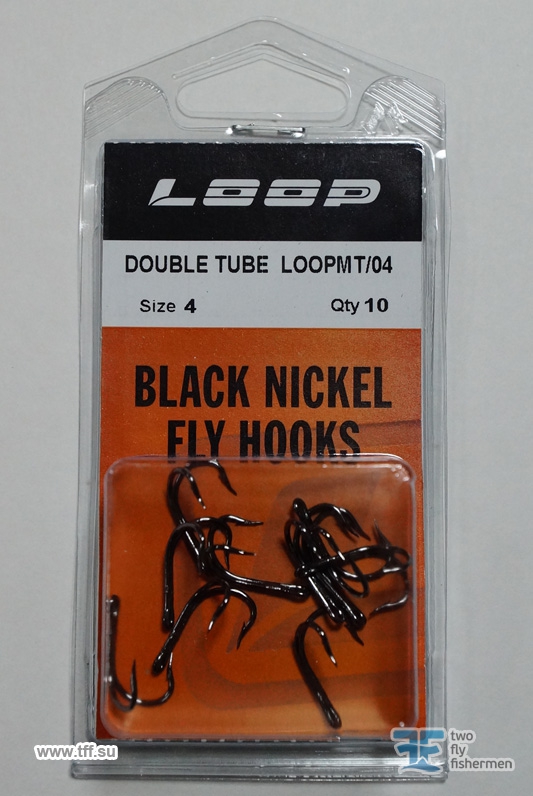 LOOP
DOUBLE TUBE LOOPMT/04
Size 4 Qty 10
BLACK NICKEL
FLY HOOKS
www.tff.su
two
fly
fishermen